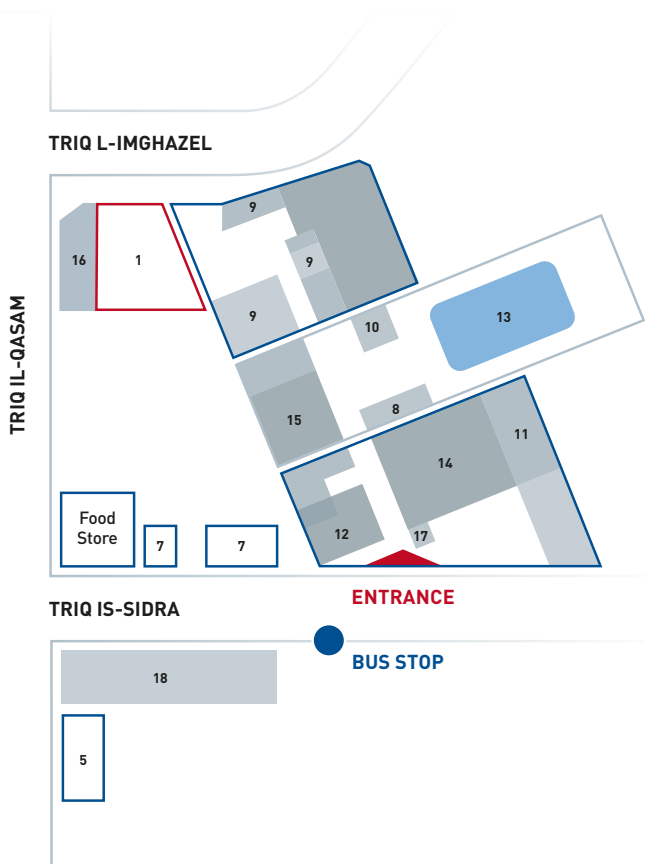 TRIQ L-IMGHAZEL
9
16
1
9
9
10
13
TRIQ IL-QASAM
8
15
11
14
Food
Store
7
7
12
17
ENTRANCE
TRIQ IS-SIDRA
BUS STOP
18
5